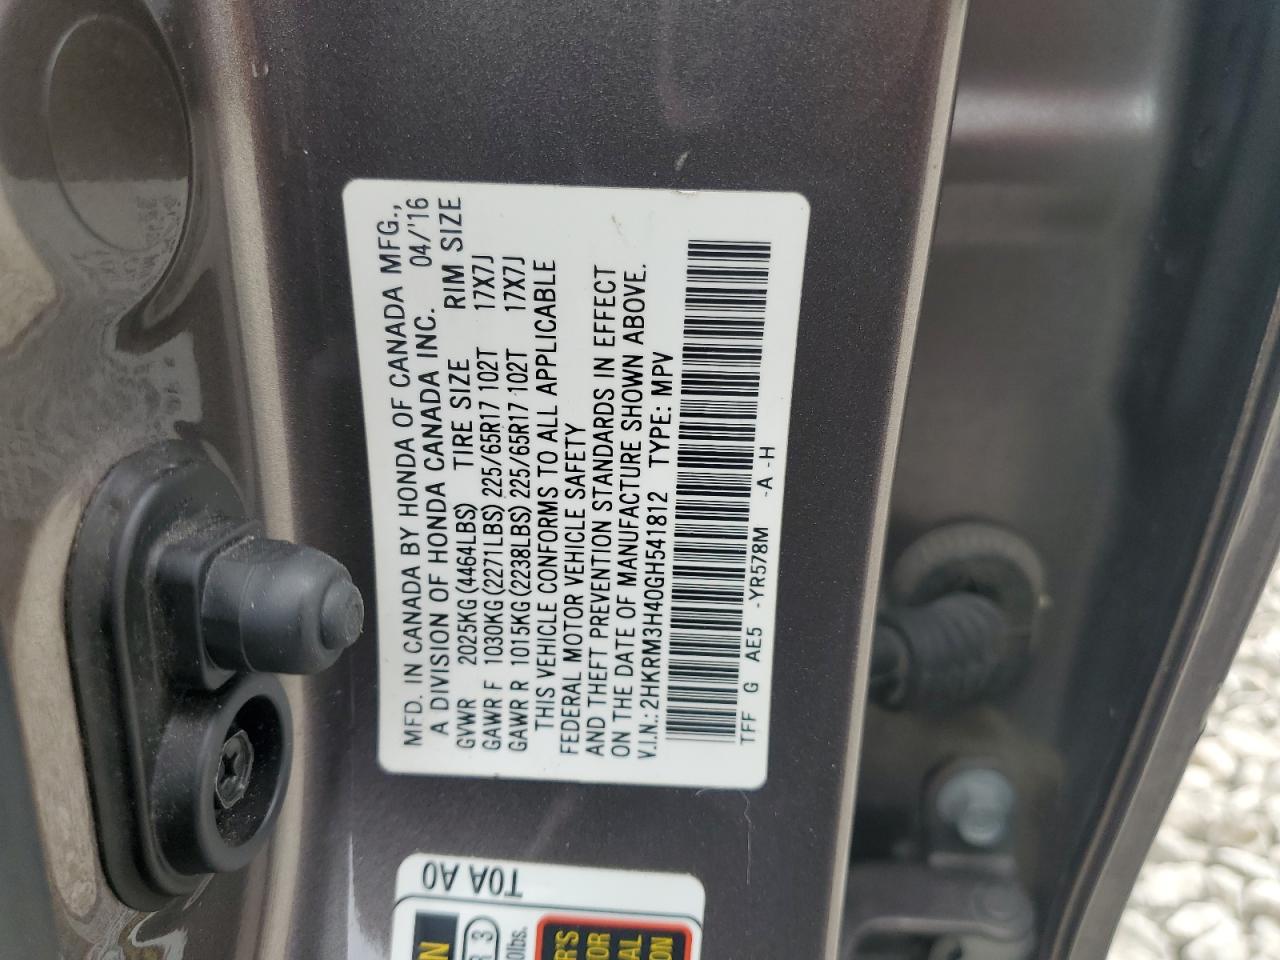 MFD. IN CANADA BY HONDA OF CANADA MFG.,
A DIVISION OF HONDA CANADA INC. 04/'16
GVWR 2025KG(4464LBS) TIRE SIZE RIM SIZE
GAWR F 1030KG(2271LBS) 225/65R17 102T 17X7J
GAWR R 1015KG(2238LBS) 225/65R17 102T 17X7J
THIS VEHICLE CONFORMS TO ALL APPLICABLE
FEDERAL MOTOR VEHICLE SAFETY
AND THEFT PREVENTION STANDARDS IN EFFECT
ON THE DATE OF MANUFACTURE SHOWN ABOVE.
V.I.N.: 2HKRM3H40GH541812 TYPE: MPV
TFF G AE5 -YR578M -A -H
T0A A0
R 3
0lbs.